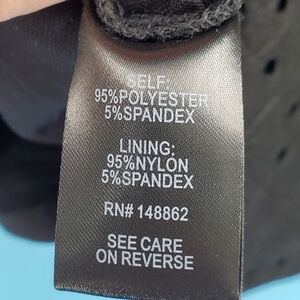 SELF:
95%POLYESTER
5%SPANDEX
LINING:
95%NYLON
5%SPANDEX
RN# 148862
SEE CARE
ON REVERSE